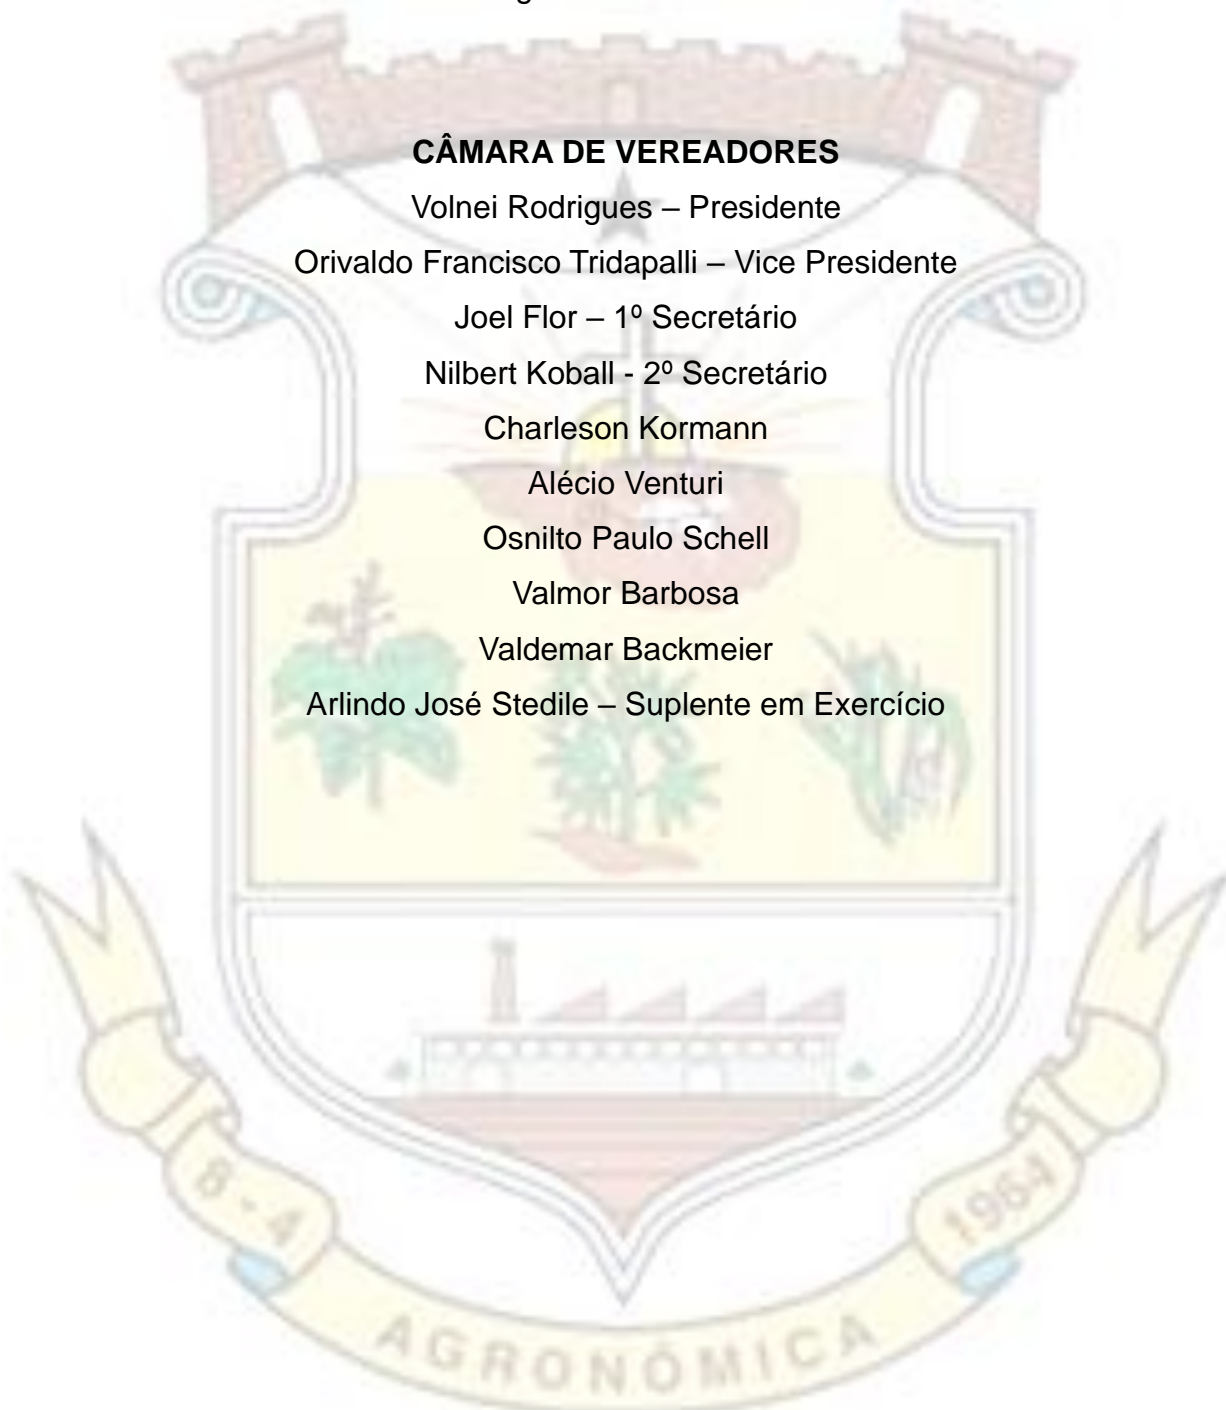 CÂMARA DE VEREADORES
Volnei Rodrigues – Presidente
Orivaldo Francisco Tridapalli – Vice Presidente
Joel Flor – 1º Secretário
Nilbert Koball - 2º Secretário
Charleson Kormann
Alécio Venturi
Osnilto Paulo Schell
Valmor Barbosa
Valdemar Backmeier
Arlindo José Stedile – Suplente em Exercício
8 - 4
1964
AGRONÔMICA